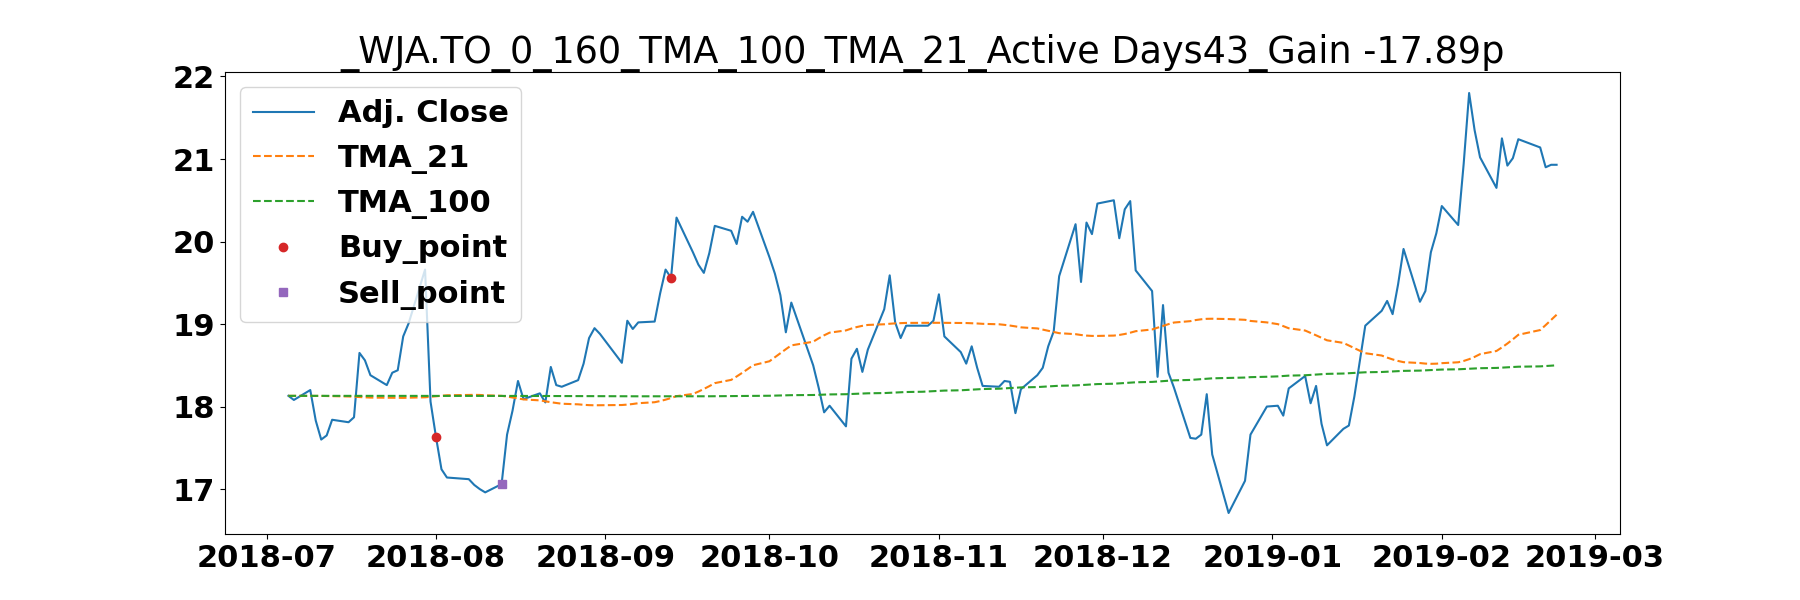 _WJA.TO_0_160_TMA_100_TMA_21_Active Days43_Gain -17.89p
22
21
20
19
18
17
Adj. Close
TMA_21
TMA_100
Buy_point
Sell_point
2018-07 2018-08 2018-09 2018-10 2018-11 2018-12 2019-01 2019-02 2019-03